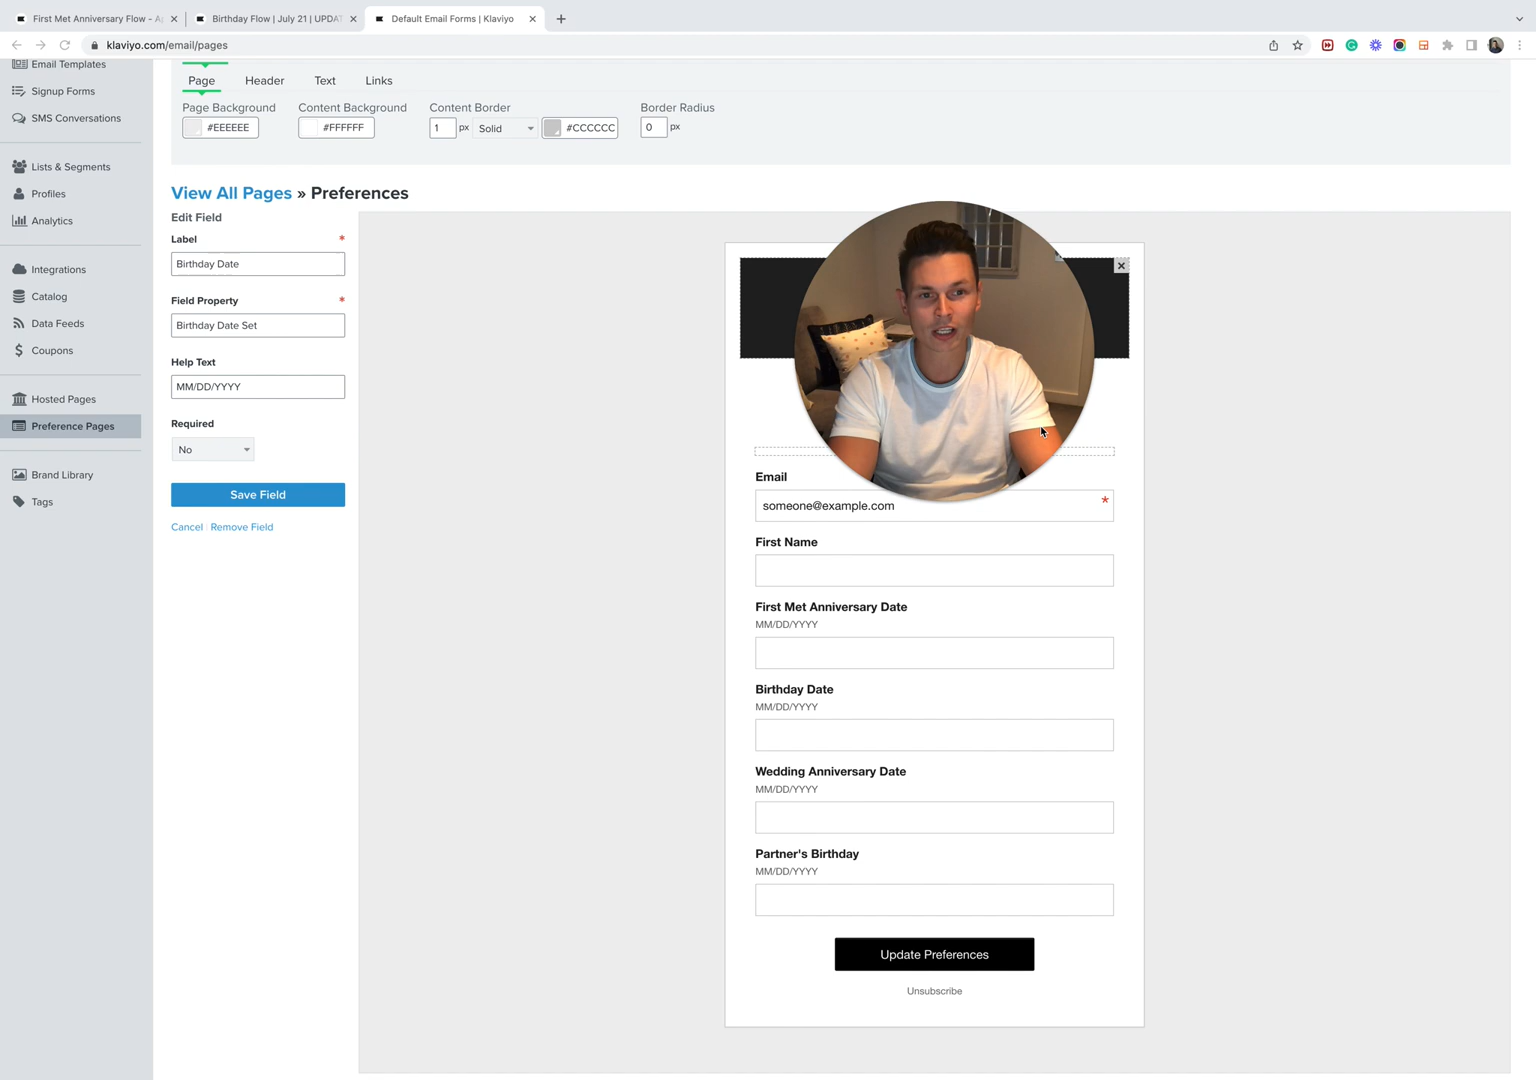 First Met Anniversary Flow - A
Birthday Flow | July 21 | UPDAT
Default Email Forms | Klaviyo
klaviyo.com/email/pages
Email Templates
Signup Forms
SMS Conversations
Lists & Segments
Profiles
Analytics
Integrations
Catalog
Data Feeds
Coupons
Hosted Pages
Preference Pages
Brand Library
Tags
Page
Header
Text
Links
Page Background
Content Background
Content Border
Border Radius
#EEEEEE
#FFFFFF
1 px
Solid
#CCCCCC
0 px
View All Pages » Preferences
Edit Field
Label *
Birthday Date
Field Property *
Birthday Date Set
Help Text
MM/DD/YYYY
Required
No
Save Field
Cancel Remove Field
Email
someone@example.com *
First Name
First Met Anniversary Date
MM/DD/YYYY
Birthday Date
MM/DD/YYYY
Wedding Anniversary Date
MM/DD/YYYY
Partner's Birthday
MM/DD/YYYY
Update Preferences
Unsubscribe